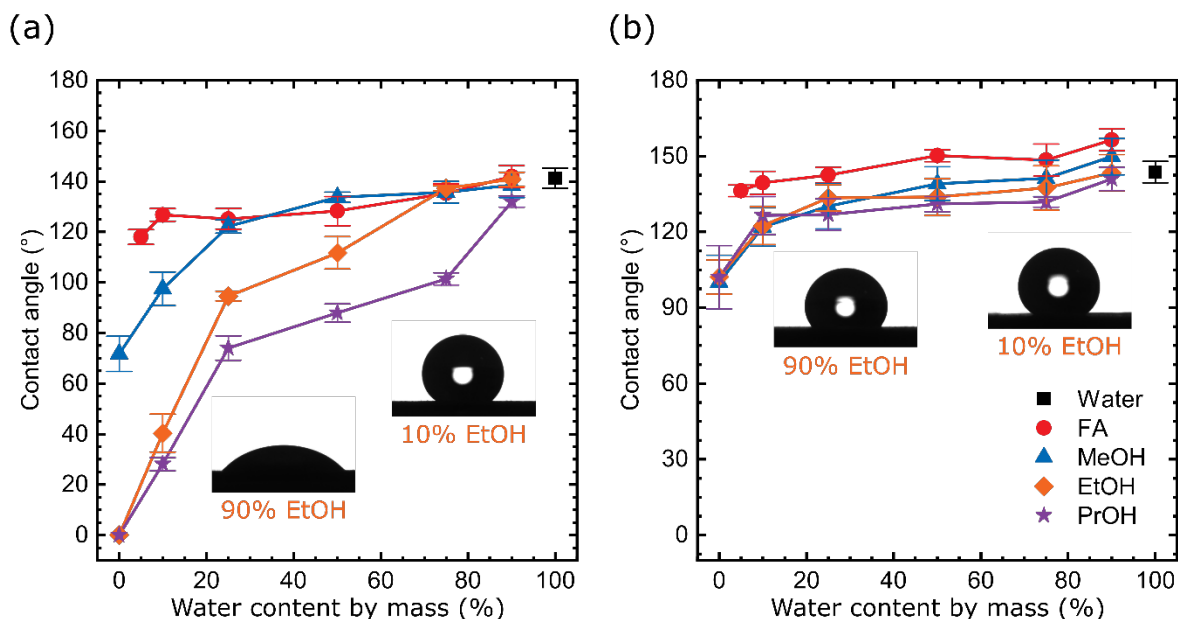 (a)
180
160
140
120
100
80
60
40
20
0
Contact angle (°)
0 20 40 60 80 100
Water content by mass (%)
90% EtOH
10% EtOH
(b)
180
150
120
90
60
30
0
Contact angle (°)
0 20 40 60 80 100
Water content by mass (%)
90% EtOH
10% EtOH
Water
FA
MeOH
EtOH
PrOH